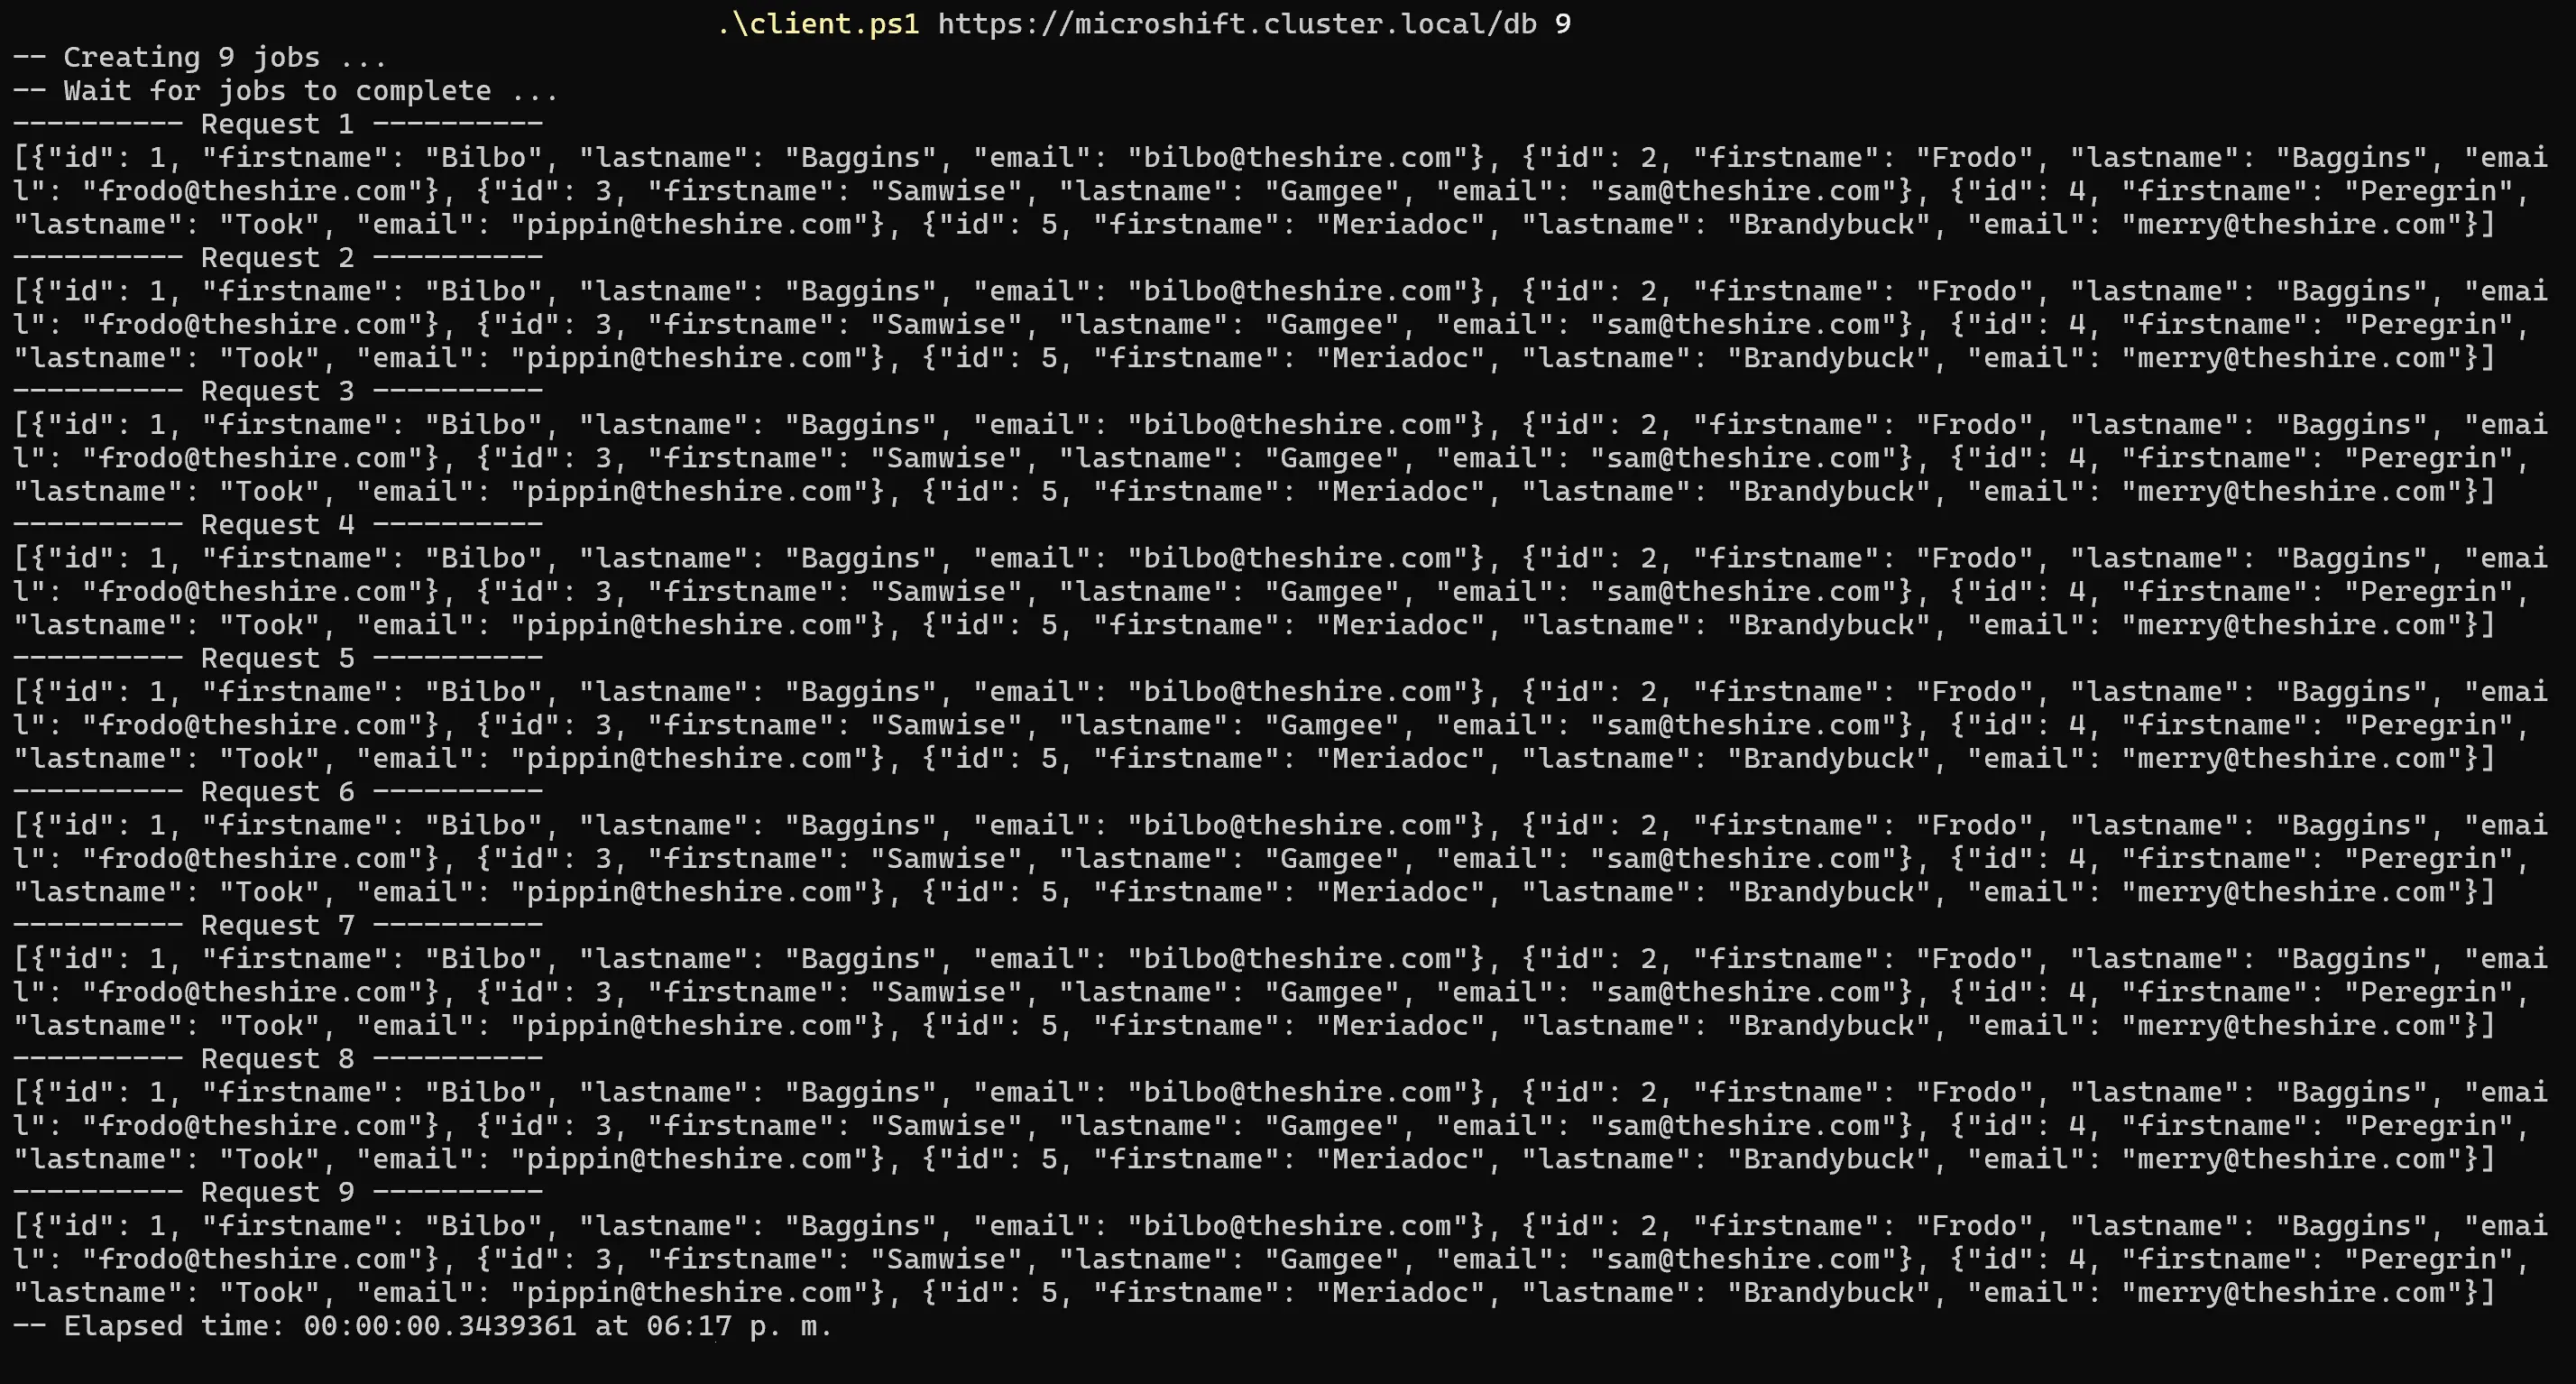 .\client.ps1 https://microshift.cluster.local/db 9
-- Creating 9 jobs ...
-- Wait for jobs to complete ...
---------- Request 1 ----------
[{"id": 1, "firstname": "Bilbo", "lastname": "Baggins", "email": "bilbo@theshire.com"}, {"id": 2, "firstname": "Frodo", "lastname": "Baggins", "emai
l": "frodo@theshire.com"}, {"id": 3, "firstname": "Samwise", "lastname": "Gamgee", "email": "sam@theshire.com"}, {"id": 4, "firstname": "Peregrin",
"lastname": "Took", "email": "pippin@theshire.com"}, {"id": 5, "firstname": "Meriadoc", "lastname": "Brandybuck", "email": "merry@theshire.com"}]
---------- Request 2 ----------
[{"id": 1, "firstname": "Bilbo", "lastname": "Baggins", "email": "bilbo@theshire.com"}, {"id": 2, "firstname": "Frodo", "lastname": "Baggins", "emai
l": "frodo@theshire.com"}, {"id": 3, "firstname": "Samwise", "lastname": "Gamgee", "email": "sam@theshire.com"}, {"id": 4, "firstname": "Peregrin",
"lastname": "Took", "email": "pippin@theshire.com"}, {"id": 5, "firstname": "Meriadoc", "lastname": "Brandybuck", "email": "merry@theshire.com"}]
---------- Request 3 ----------
[{"id": 1, "firstname": "Bilbo", "lastname": "Baggins", "email": "bilbo@theshire.com"}, {"id": 2, "firstname": "Frodo", "lastname": "Baggins", "emai
l": "frodo@theshire.com"}, {"id": 3, "firstname": "Samwise", "lastname": "Gamgee", "email": "sam@theshire.com"}, {"id": 4, "firstname": "Peregrin",
"lastname": "Took", "email": "pippin@theshire.com"}, {"id": 5, "firstname": "Meriadoc", "lastname": "Brandybuck", "email": "merry@theshire.com"}]
---------- Request 4 ----------
[{"id": 1, "firstname": "Bilbo", "lastname": "Baggins", "email": "bilbo@theshire.com"}, {"id": 2, "firstname": "Frodo", "lastname": "Baggins", "emai
l": "frodo@theshire.com"}, {"id": 3, "firstname": "Samwise", "lastname": "Gamgee", "email": "sam@theshire.com"}, {"id": 4, "firstname": "Peregrin",
"lastname": "Took", "email": "pippin@theshire.com"}, {"id": 5, "firstname": "Meriadoc", "lastname": "Brandybuck", "email": "merry@theshire.com"}]
---------- Request 5 ----------
[{"id": 1, "firstname": "Bilbo", "lastname": "Baggins", "email": "bilbo@theshire.com"}, {"id": 2, "firstname": "Frodo", "lastname": "Baggins", "emai
l": "frodo@theshire.com"}, {"id": 3, "firstname": "Samwise", "lastname": "Gamgee", "email": "sam@theshire.com"}, {"id": 4, "firstname": "Peregrin",
"lastname": "Took", "email": "pippin@theshire.com"}, {"id": 5, "firstname": "Meriadoc", "lastname": "Brandybuck", "email": "merry@theshire.com"}]
---------- Request 6 ----------
[{"id": 1, "firstname": "Bilbo", "lastname": "Baggins", "email": "bilbo@theshire.com"}, {"id": 2, "firstname": "Frodo", "lastname": "Baggins", "emai
l": "frodo@theshire.com"}, {"id": 3, "firstname": "Samwise", "lastname": "Gamgee", "email": "sam@theshire.com"}, {"id": 4, "firstname": "Peregrin",
"lastname": "Took", "email": "pippin@theshire.com"}, {"id": 5, "firstname": "Meriadoc", "lastname": "Brandybuck", "email": "merry@theshire.com"}]
---------- Request 7 ----------
[{"id": 1, "firstname": "Bilbo", "lastname": "Baggins", "email": "bilbo@theshire.com"}, {"id": 2, "firstname": "Frodo", "lastname": "Baggins", "emai
l": "frodo@theshire.com"}, {"id": 3, "firstname": "Samwise", "lastname": "Gamgee", "email": "sam@theshire.com"}, {"id": 4, "firstname": "Peregrin",
"lastname": "Took", "email": "pippin@theshire.com"}, {"id": 5, "firstname": "Meriadoc", "lastname": "Brandybuck", "email": "merry@theshire.com"}]
---------- Request 8 ----------
[{"id": 1, "firstname": "Bilbo", "lastname": "Baggins", "email": "bilbo@theshire.com"}, {"id": 2, "firstname": "Frodo", "lastname": "Baggins", "emai
l": "frodo@theshire.com"}, {"id": 3, "firstname": "Samwise", "lastname": "Gamgee", "email": "sam@theshire.com"}, {"id": 4, "firstname": "Peregrin",
"lastname": "Took", "email": "pippin@theshire.com"}, {"id": 5, "firstname": "Meriadoc", "lastname": "Brandybuck", "email": "merry@theshire.com"}]
---------- Request 9 ----------
[{"id": 1, "firstname": "Bilbo", "lastname": "Baggins", "email": "bilbo@theshire.com"}, {"id": 2, "firstname": "Frodo", "lastname": "Baggins", "emai
l": "frodo@theshire.com"}, {"id": 3, "firstname": "Samwise", "lastname": "Gamgee", "email": "sam@theshire.com"}, {"id": 4, "firstname": "Peregrin",
"lastname": "Took", "email": "pippin@theshire.com"}, {"id": 5, "firstname": "Meriadoc", "lastname": "Brandybuck", "email": "merry@theshire.com"}]
-- Elapsed time: 00:00:00.3439361 at 06:17 p. m.